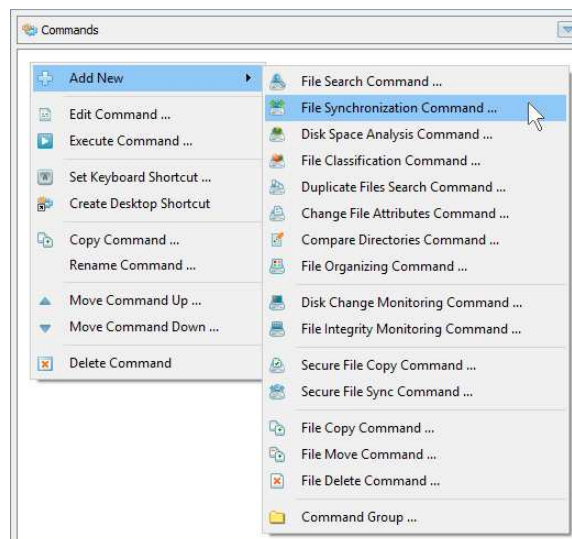 Commands
Add New
Edit Command ...
Execute Command ...
Set Keyboard Shortcut ...
Create Desktop Shortcut
Copy Command ...
Rename Command ...
Move Command Up ...
Move Command Down ...
Delete Command
File Search Command ...
File Synchronization Command ...
Disk Space Analysis Command ...
File Classification Command ...
Duplicate Files Search Command ...
Change File Attributes Command ...
Compare Directories Command ...
File Organizing Command ...
Disk Change Monitoring Command ...
File Integrity Monitoring Command ...
Secure File Copy Command ...
Secure File Sync Command ...
File Copy Command ...
File Move Command ...
File Delete Command ...
Command Group ...